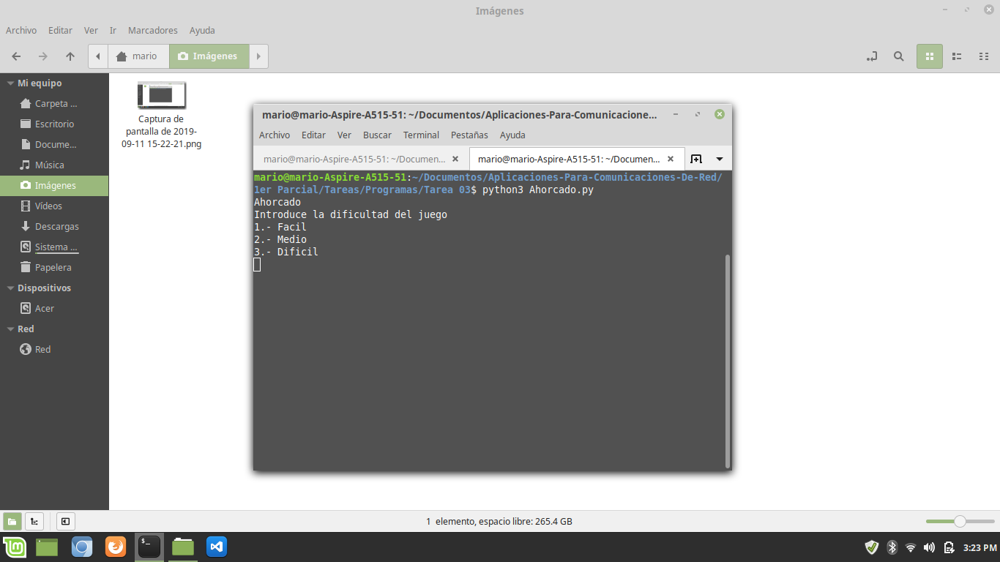 Imágenes
Archivo Editar Ver Ir Marcadores Ayuda
mario Imágenes
Mi equipo
Carpeta ...
Escritorio
Docume...
Música
Imágenes
Vídeos
Descargas
Sistema ...
Papelera
Dispositivos
Acer
Red
Red
Captura de
pantalla de 2019-
09-11 15-22-21.png
mario@mario-Aspire-A515-51: ~/Documentos/Aplicaciones-Para-Comunicacione...
Archivo Editar Ver Buscar Terminal Pestañas Ayuda
mario@mario-Aspire-A515-51: ~/Documen... mario@mario-Aspire-A515-51: ~/Documen...
mario@mario-Aspire-A515-51:~/Documentos/Aplicaciones-Para-Comunicaciones-De-Red/
1er Parcial/Tareas/Programas/Tarea 03$ python3 Ahorcado.py
Ahorcado
Introduce la dificultad del juego
1.- Facil
2.- Medio
3.- Dificil
1 elemento, espacio libre: 265.4 GB
3:23 PM